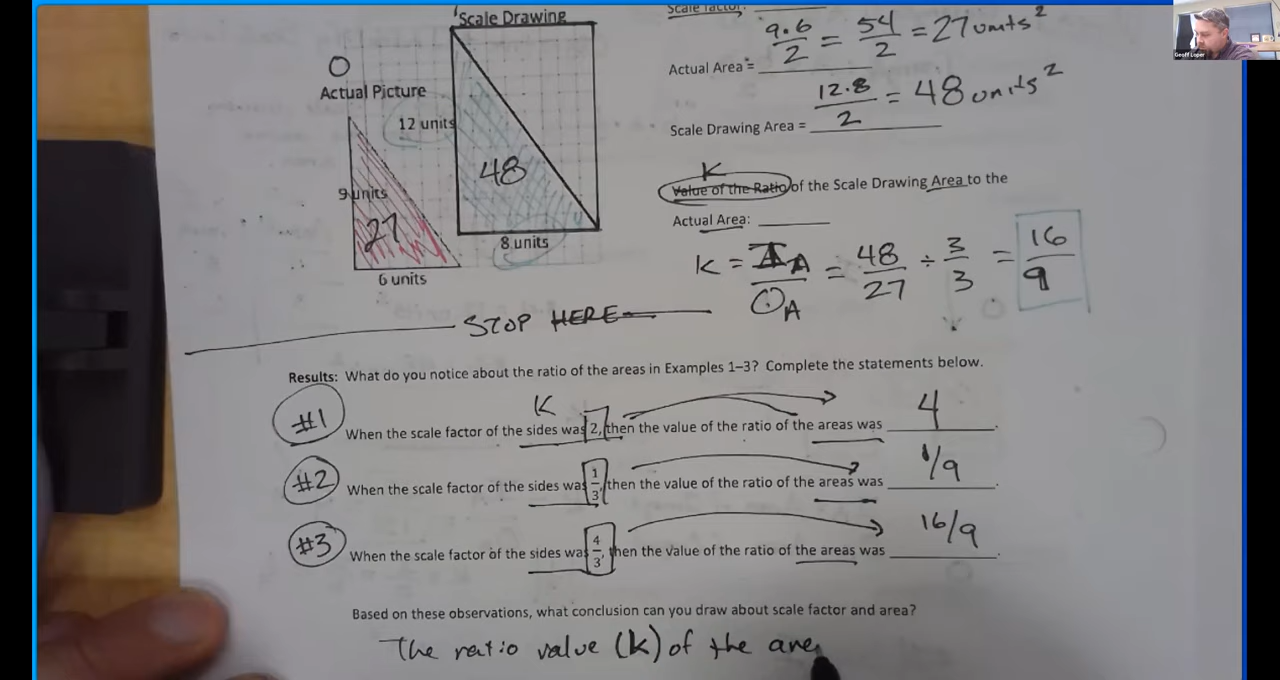 Scale Drawing
O
Actual Picture
12 units
9 units
27
6 units
48
8 units
Scale factor:
9·6/2 = 54/2 = 27 units²
Actual Area = 
12·8/2 = 48 units²
Scale Drawing Area = 
K
Value of the Ratio of the Scale Drawing Area to the
Actual Area:
K = I_A/O_A = 48/27 ÷ 3/3 = 16/9
STOP HERE
Results: What do you notice about the ratio of the areas in Examples 1–3? Complete the statements below.
K
#1 When the scale factor of the sides was 2, then the value of the ratio of the areas was 4.
#2 When the scale factor of the sides was 1/3, then the value of the ratio of the areas was 1/9.
#3 When the scale factor of the sides was 4/3, then the value of the ratio of the areas was 16/9.
Based on these observations, what conclusion can you draw about scale factor and area?
The ratio value (K) of the are
Geoff Loper